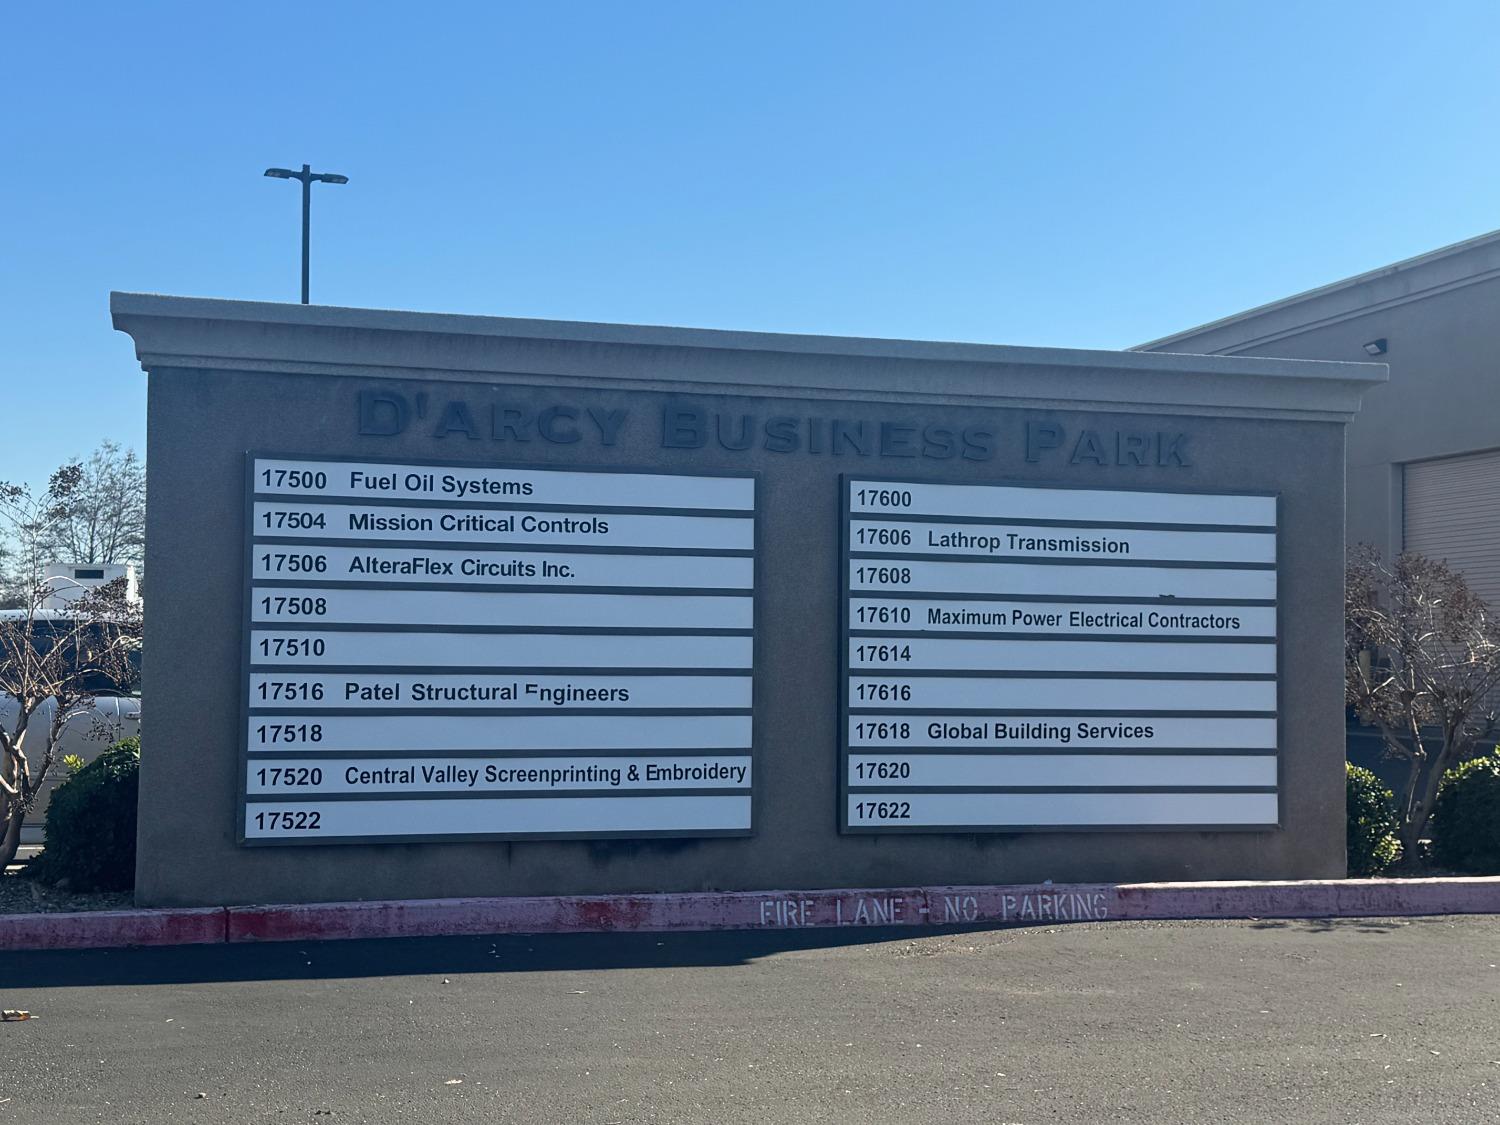 D'ARCY BUSINESS PARK
17500 Fuel Oil Systems
17504 Mission Critical Controls
17506 AlteraFlex Circuits Inc.
17508
17510
17516 Patel Structural Engineers
17518
17520 Central Valley Screenprinting & Embroidery
17522
17600
17606 Lathrop Transmission
17608
17610 Maximum Power Electrical Contractors
17614
17616
17618 Global Building Services
17620
17622
FIRE LANE - NO PARKING